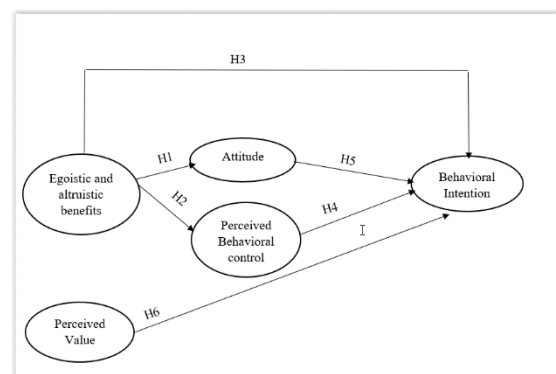 H3
H1
Attitude
H5
Egoistic and
altruistic
benefits
Behavioral
Intention
H2
Perceived
Behavioral
control
H4
H6
Perceived
Value